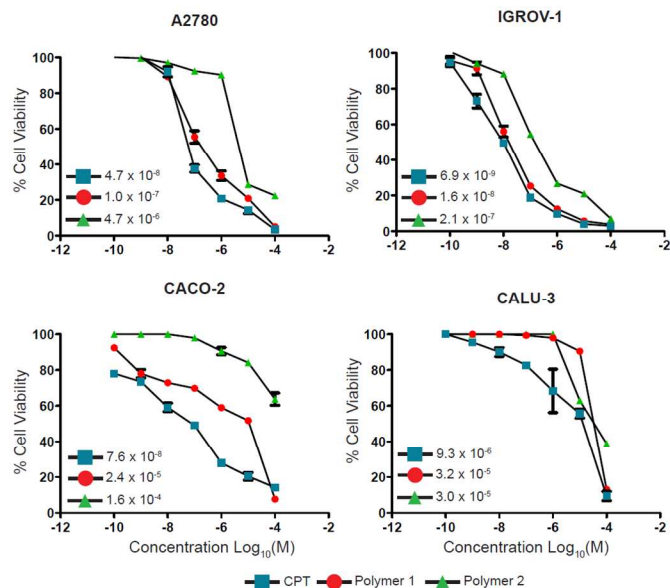 A2780
% Cell Viability
100
80
60
40
20
0
4.7 x 10-8
1.0 x 10-7
4.7 x 10-6
-12 -10 -8 -6 -4 -2
IGROV-1
% Cell Viability
100
80
60
40
20
0
6.9 x 10-9
1.6 x 10-8
2.1 x 10-7
-12 -10 -8 -6 -4 -2
CACO-2
% Cell Viability
100
80
60
40
20
0
7.6 x 10-8
2.4 x 10-5
1.6 x 10-4
-12 -10 -8 -6 -4 -2
Concentration Log10(M)
CALU-3
% Cell Viability
100
80
60
40
20
0
9.3 x 10-6
3.2 x 10-5
3.0 x 10-5
-12 -10 -8 -6 -4 -2
Concentration Log10(M)
CPT Polymer 1 Polymer 2